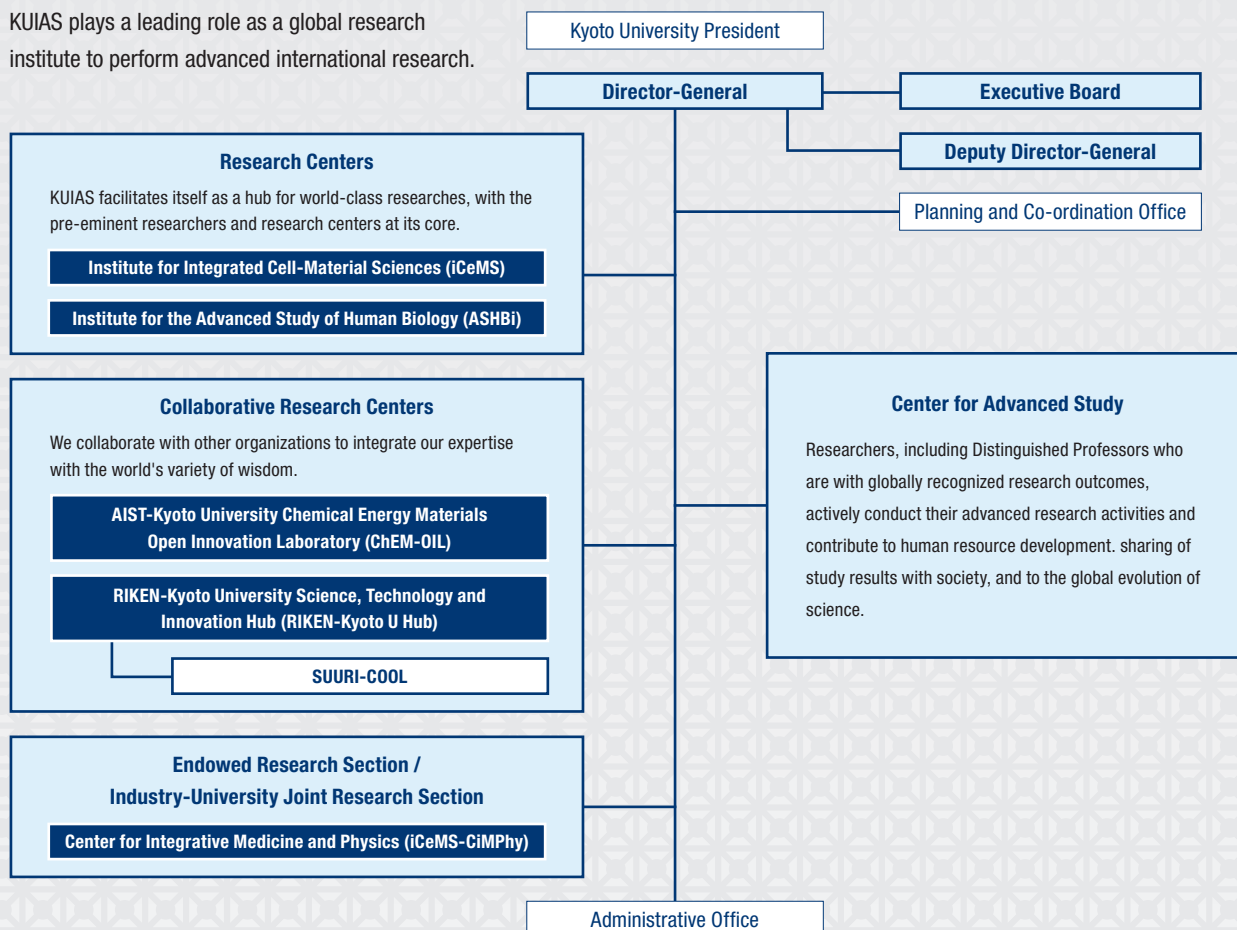 KUIAS plays a leading role as a global research
institute to perform advanced international research.
Kyoto University President
Director-General
Executive Board
Deputy Director-General
Planning and Co-ordination Office
Research Centers
KUIAS facilitates itself as a hub for world-class researches, with the
pre-eminent researchers and research centers at its core.
Institute for Integrated Cell-Material Sciences (iCeMS)
Institute for the Advanced Study of Human Biology (ASHBi)
Collaborative Research Centers
We collaborate with other organizations to integrate our expertise
with the world's variety of wisdom.
AIST-Kyoto University Chemical Energy Materials
Open Innovation Laboratory (ChEM-OIL)
RIKEN-Kyoto University Science, Technology and
Innovation Hub (RIKEN-Kyoto U Hub)
SUURI-COOL
Center for Advanced Study
Researchers, including Distinguished Professors who
are with globally recognized research outcomes,
actively conduct their advanced research activities and
contribute to human resource development. sharing of
study results with society, and to the global evolution of
science.
Endowed Research Section /
Industry-University Joint Research Section
Center for Integrative Medicine and Physics (iCeMS-CiMPhy)
Administrative Office